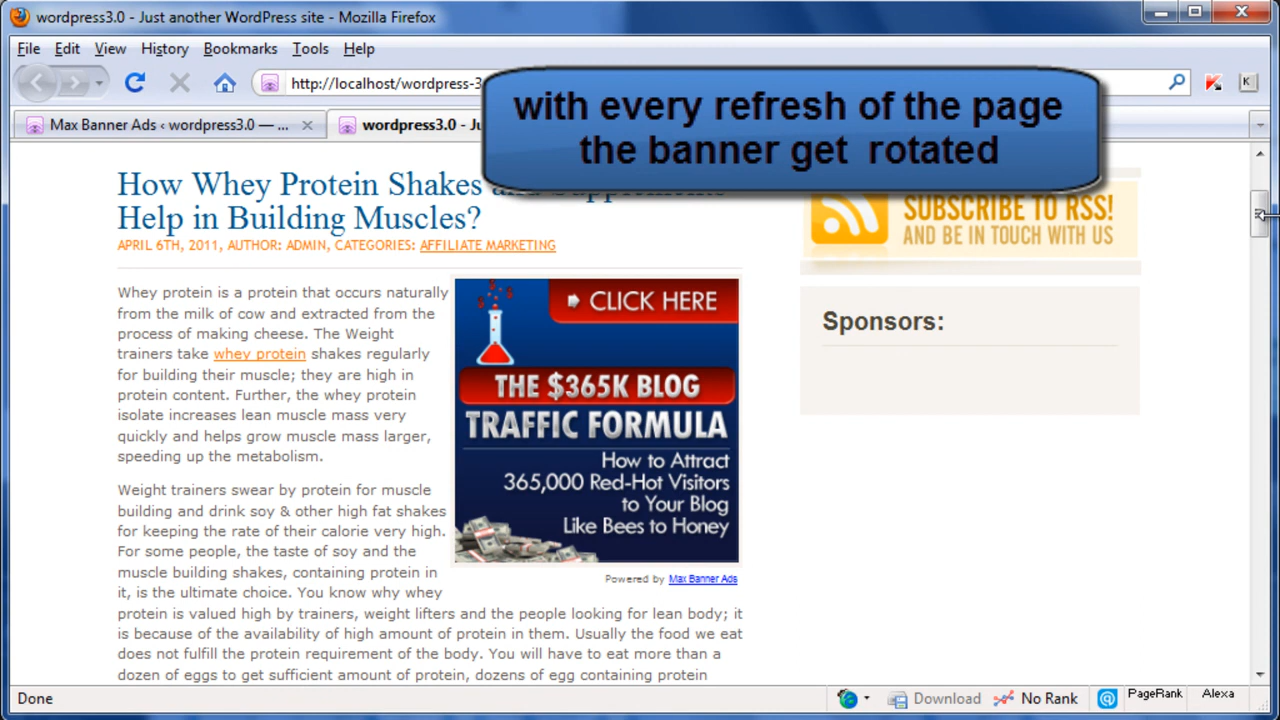 wordpress3.0 - Just another WordPress site - Mozilla Firefox
File Edit View History Bookmarks Tools Help
http://localhost/wordpress-3
K
Max Banner Ads ‹ wordpress3.0 — ...
wordpress3.0 - Ju
with every refresh of the page
the banner get rotated
How Whey Protein Shakes and Supplements
Help in Building Muscles?
APRIL 6TH, 2011, AUTHOR: ADMIN, CATEGORIES: AFFILIATE MARKETING
Whey protein is a protein that occurs naturally
from the milk of cow and extracted from the
process of making cheese. The Weight
trainers take whey protein shakes regularly
for building their muscle; they are high in
protein content. Further, the whey protein
isolate increases lean muscle mass very
quickly and helps grow muscle mass larger,
speeding up the metabolism.
Weight trainers swear by protein for muscle
building and drink soy & other high fat shakes
for keeping the rate of their calorie very high.
For some people, the taste of soy and the
muscle building shakes, containing protein in
it, is the ultimate choice. You know why whey
protein is valued high by trainers, weight lifters and the people looking for lean body; it
is because of the availability of high amount of protein in them. Usually the food we eat
does not fulfill the protein requirement of the body. You will have to eat more than a
dozen of eggs to get sufficient amount of protein, dozens of egg containing protein
CLICK HERE
THE $365K BLOG
TRAFFIC FORMULA
How to Attract
365,000 Red-Hot Visitors
to Your Blog
Like Bees to Honey
Powered by Max Banner Ads
SUBSCRIBE TO RSS!
AND BE IN TOUCH WITH US
Sponsors:
Done
Download
No Rank
PageRank
Alexa